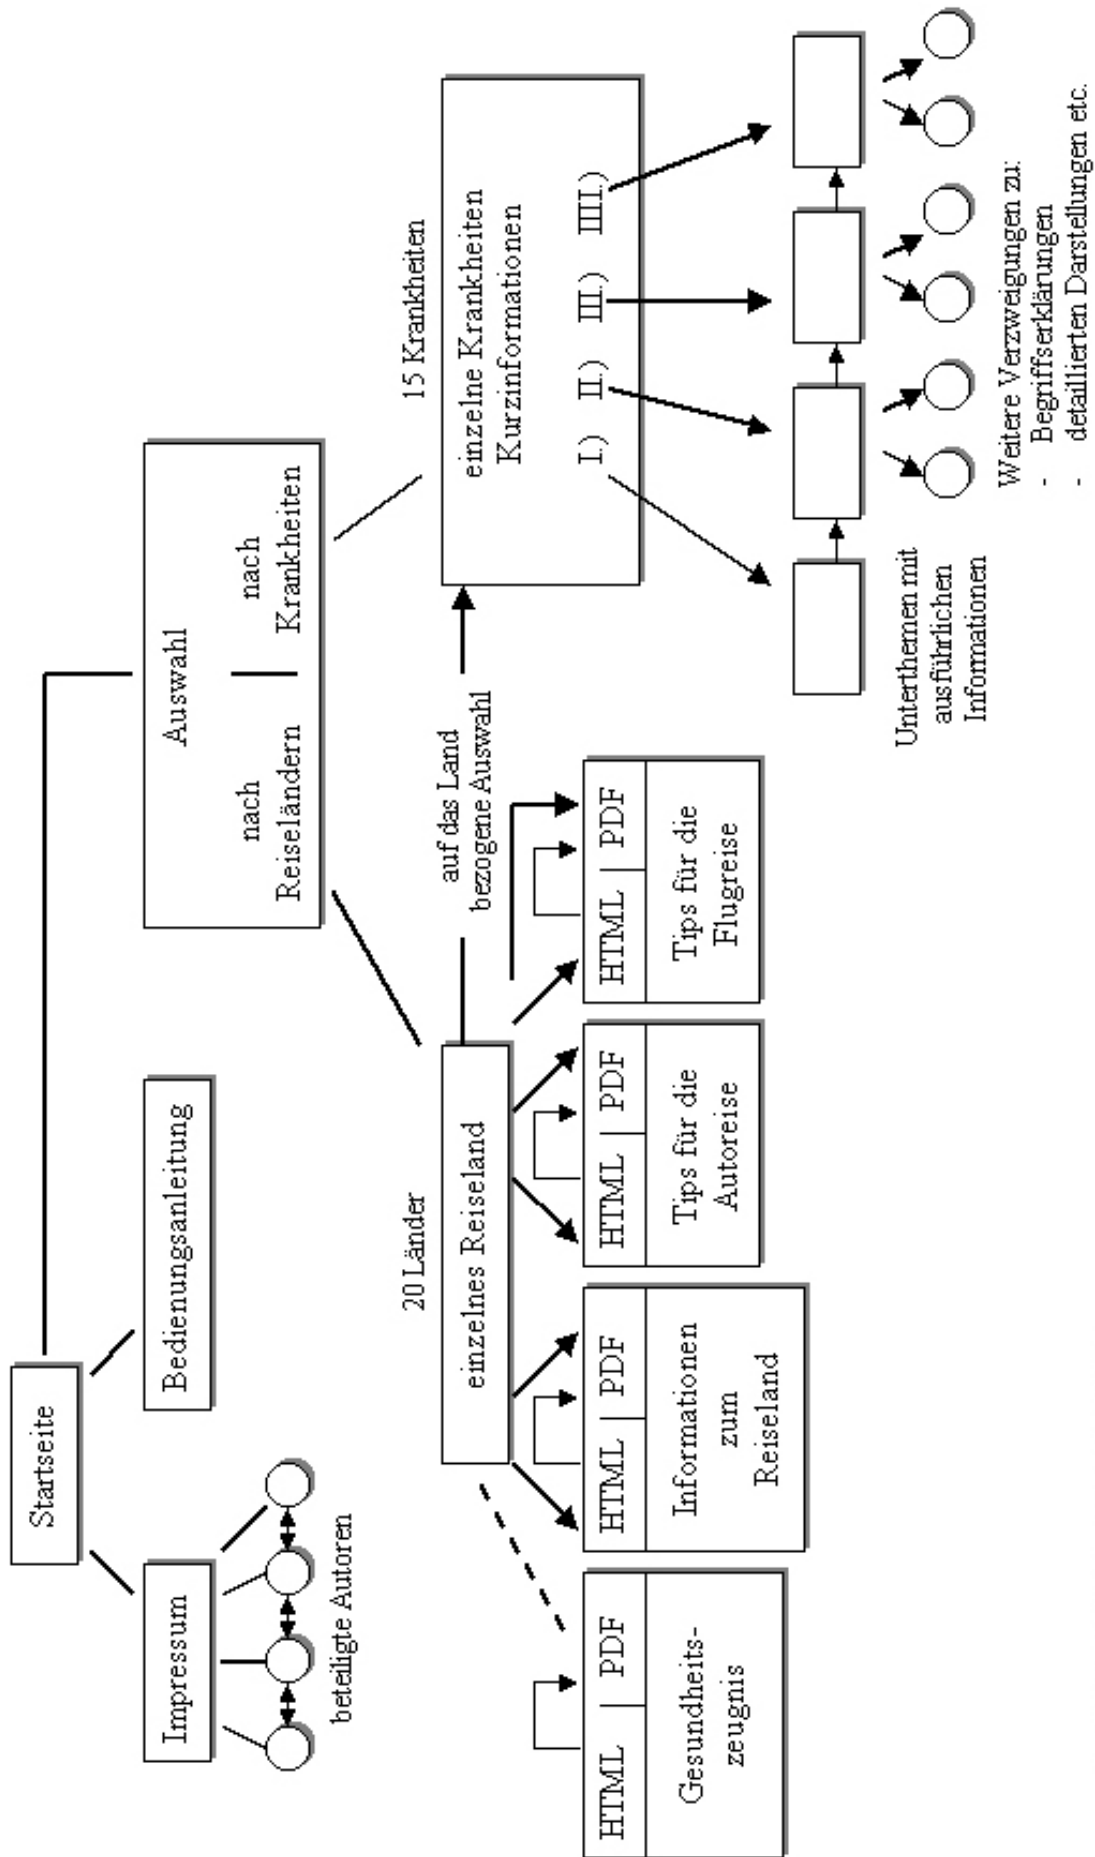 Startseite
Impressum
Bedienungsanleitung
Auswahl
nach
Reiseländern
nach
Krankheiten
beteiligte Autoren
20 Länder
15 Krankheiten
einzelnes Reiseland
auf das Land
bezogene Auswahl
einzelne Krankheiten
Kurzinformationen
I.) II.) III.) IIII.)
HTML PDF
Gesundheits-
zeugnis
HTML PDF
Informationen
zum
Reiseland
HTML PDF
Tips für die
Autoreise
HTML PDF
Tips für die
Flugreise
Unterthemen mit
ausführlichen
Informationen
Weitere Verzweigungen zu:
- Begriffserklärungen
- detaillierten Darstellungen etc.